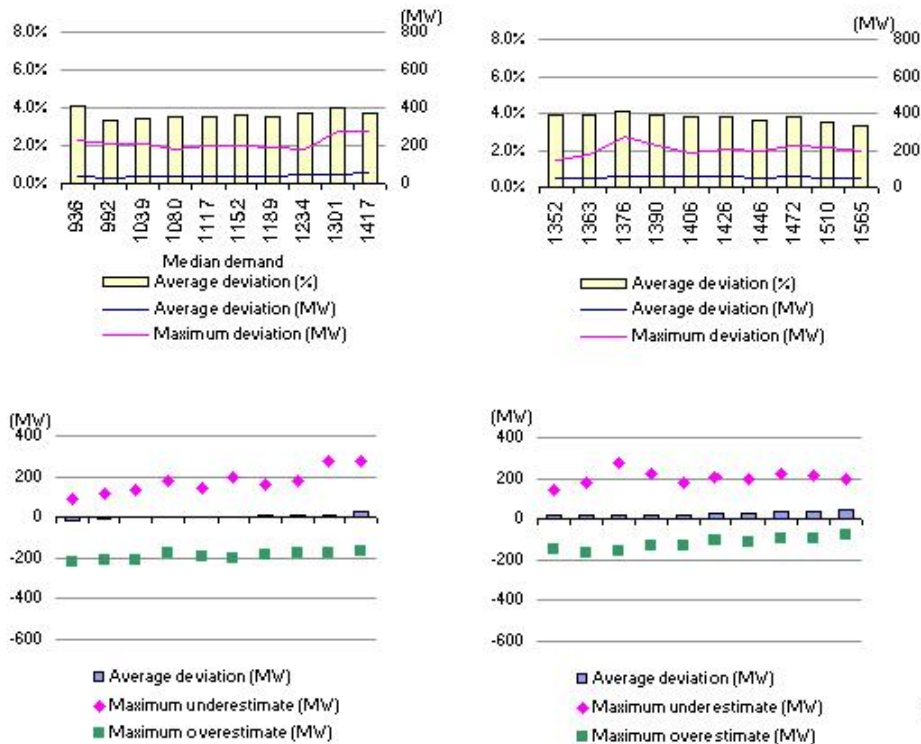 (MW)
8.0% 800
6.0% 600
4.0% 400
2.0% 200
0.0% 0
936 992 1039 1080 1117 1152 1189 1234 1301 1417
Median demand
Average deviation (%)
Average deviation (MW)
Maximum deviation (MW)
(MW)
8.0% 800
6.0% 600
4.0% 400
2.0% 200
0.0% 0
1352 1363 1376 1390 1406 1426 1446 1472 1510 1565
Average deviation (%)
Average deviation (MW)
Maximum deviation (MW)
(MW)
400
200
0
-200
-400
-600
Average deviation (MW)
Maximum underestimate (MW)
Maximum overestimate (MW)
(MW)
400
200
0
-200
-400
-600
Average deviation (MW)
Maximum underestimate (MW)
Maximum overestimate (MW)